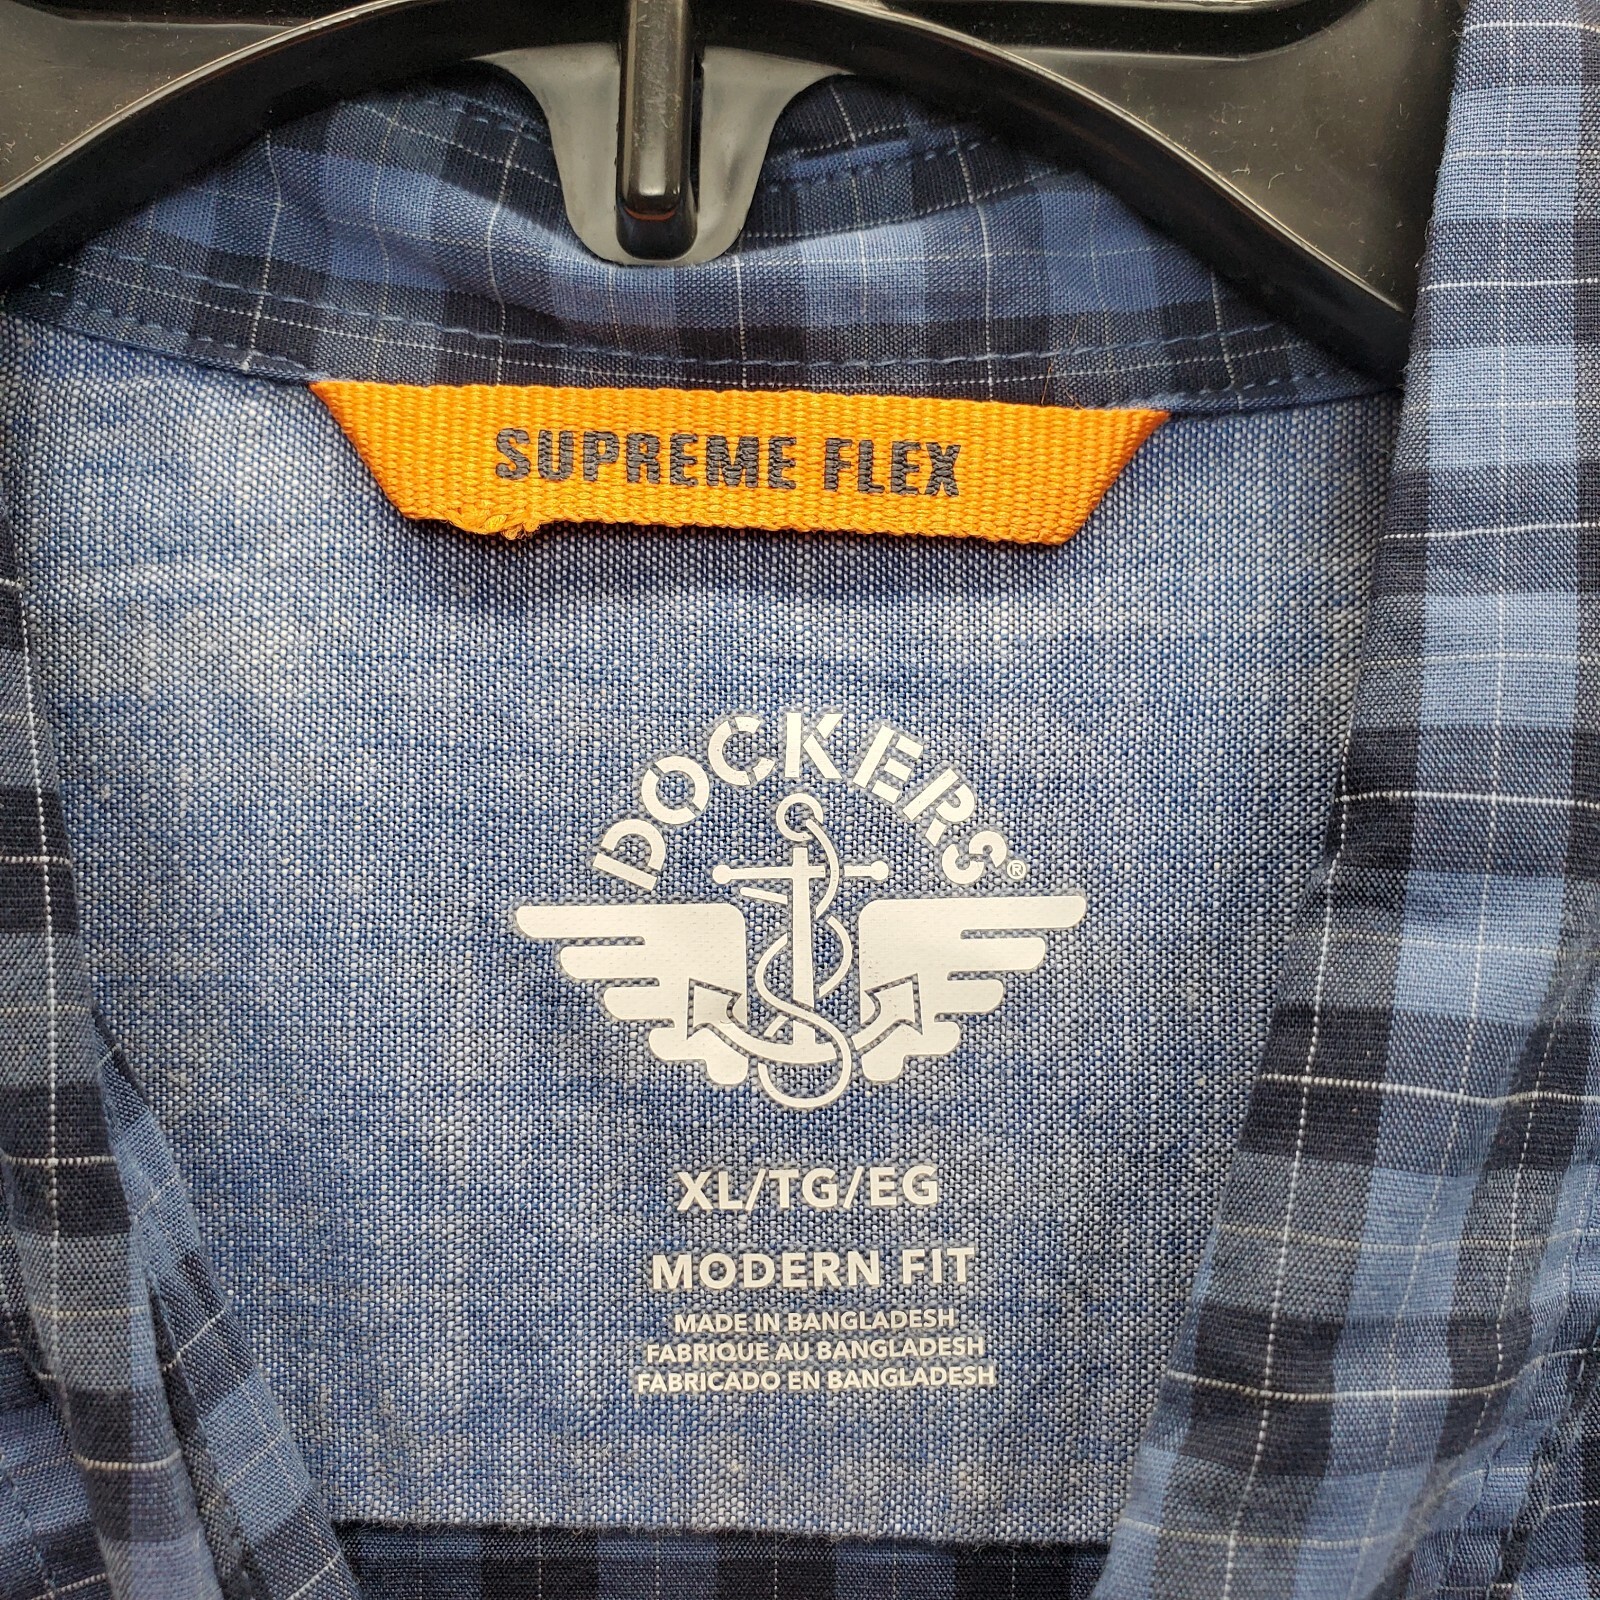 SUPREME FLEX
DOCKERS®
XL/TG/EG
MODERN FIT
MADE IN BANGLADESH
FABRIQUE AU BANGLADESH
FABRICADO EN BANGLADESH